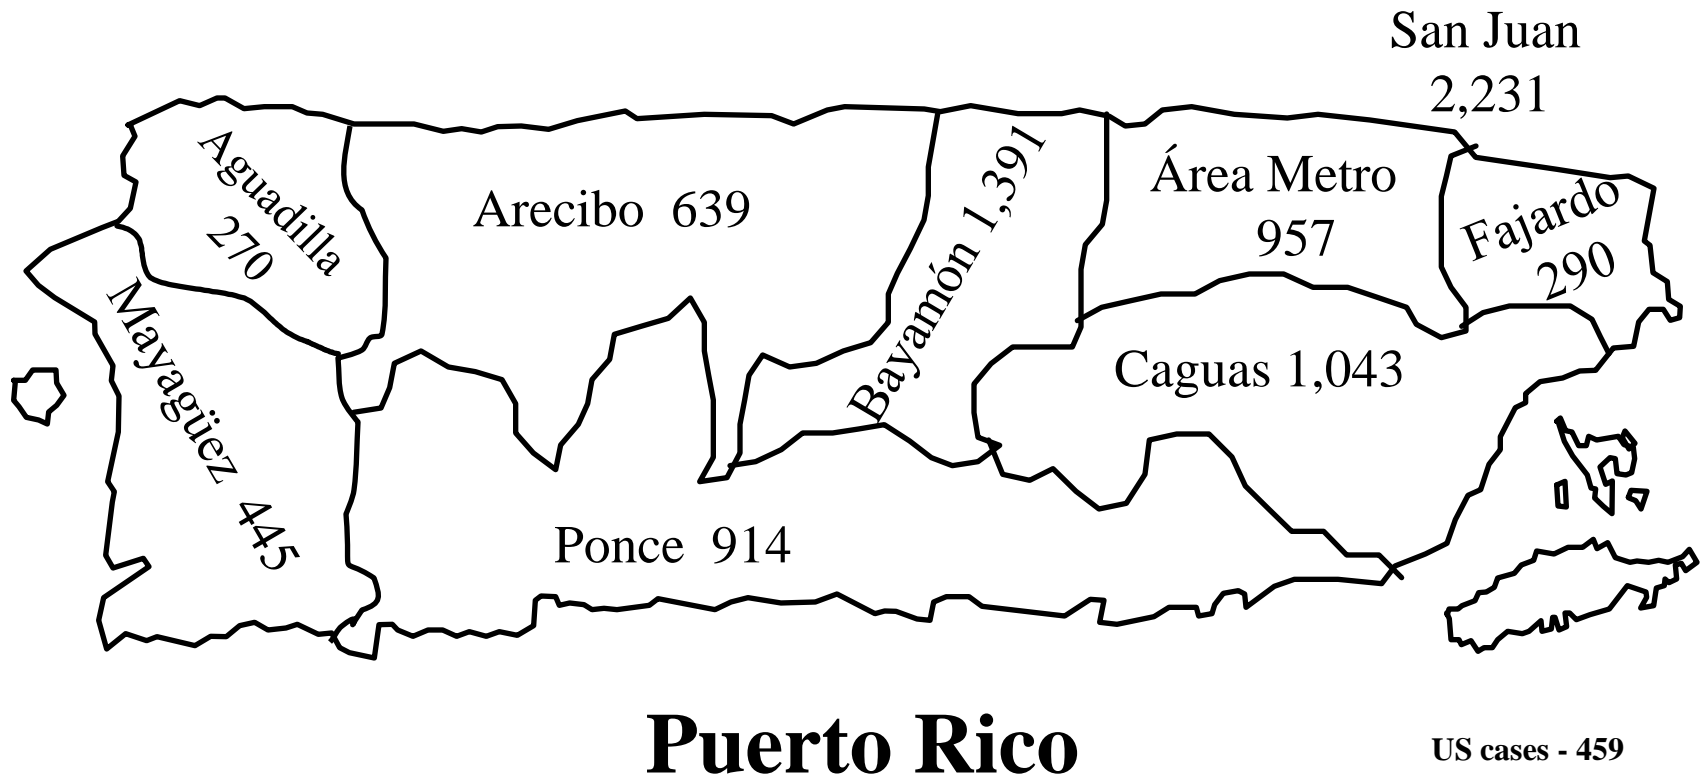 San Juan
2,231
Aguadilla
270
Arecibo 639
Bayamón 1,391
Área Metro
957
Fajardo
290
Mayagüez 445
Caguas 1,043
Ponce 914
Puerto Rico
US cases - 459